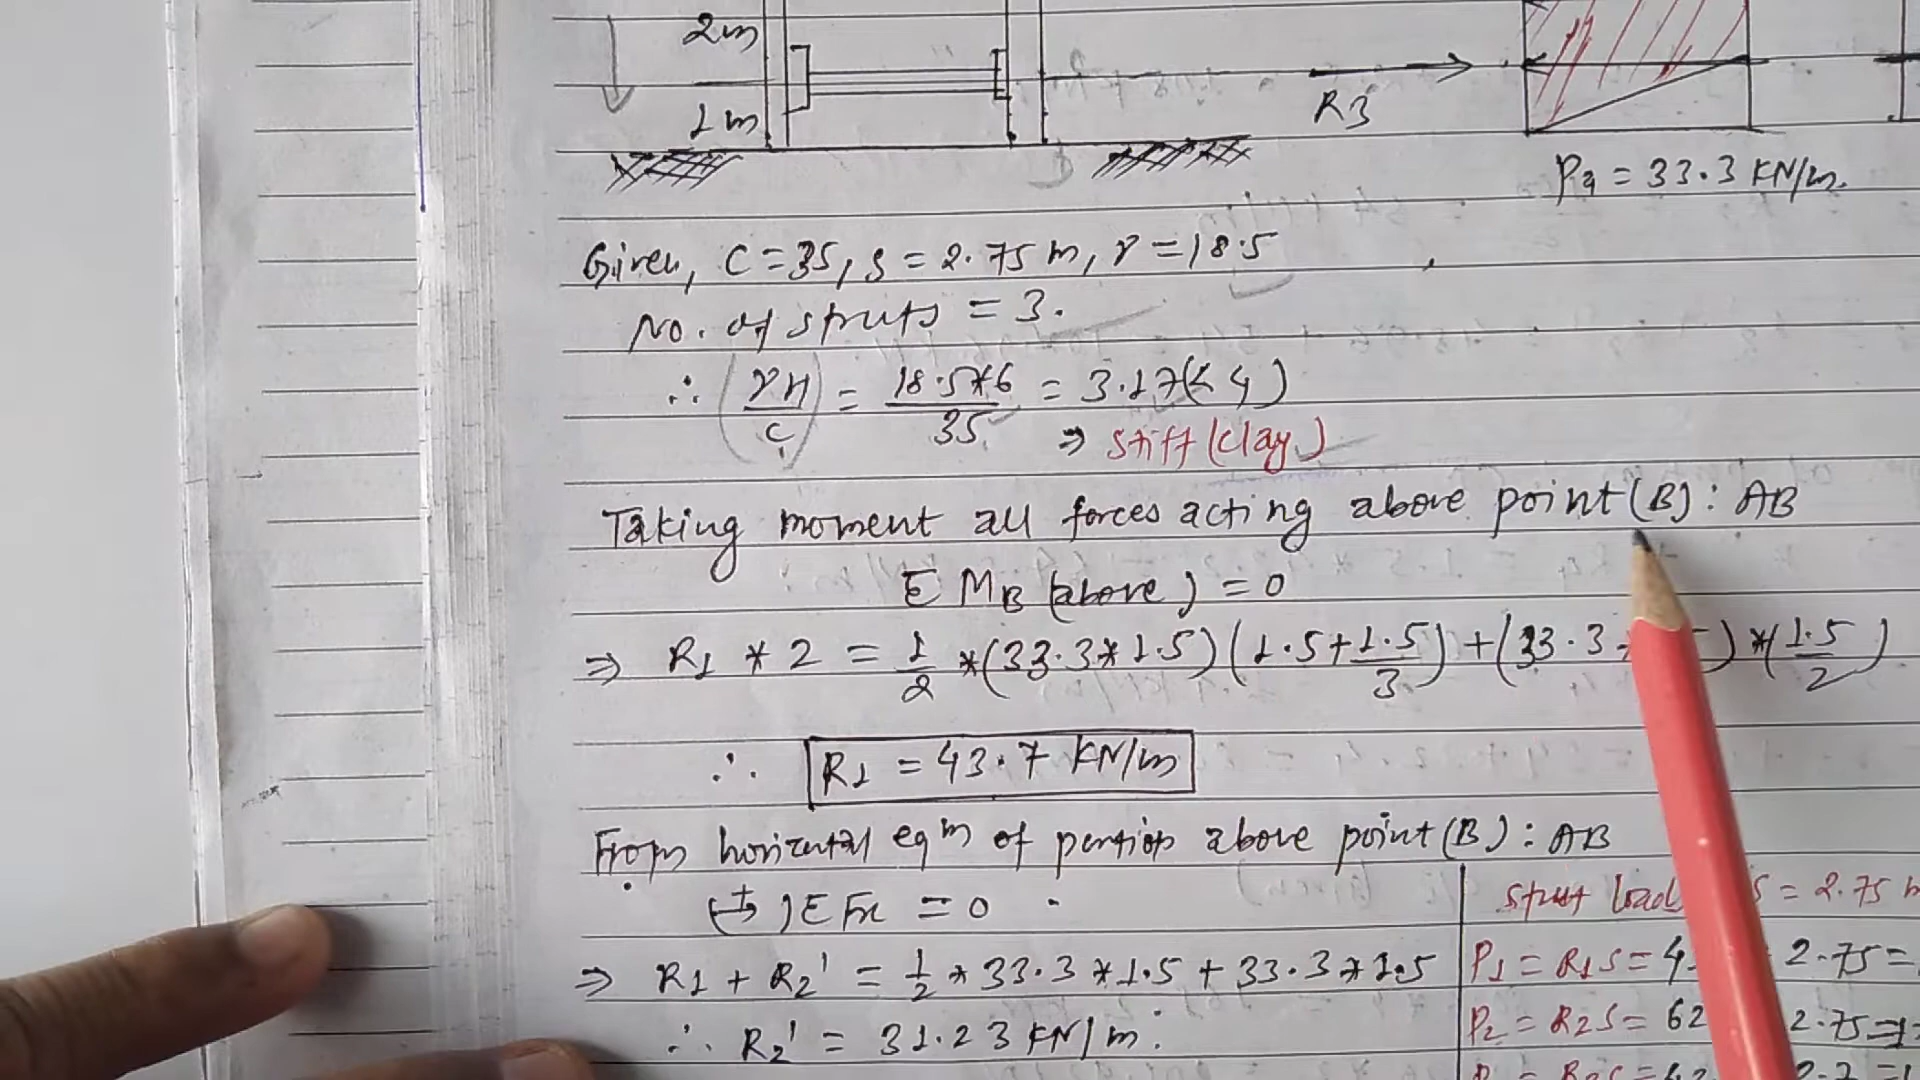 2m
1m
R3
Pa = 33.3 KN/m.
Given, C = 35, S = 2.75 m, γ = 18.5
No. of struts = 3.
∴ (γH/c) = 18.5*6/35 = 3.17(< 4)
⇒ stiff (clay)
Taking moment all forces acting above point (B): AB
Σ MB (above) = 0
⇒ R1 * 2 = 1/2 *(33.3*1.5)(1.5+1.5/3)+(33.3 ) *(1.5/2)
∴ R1 = 43.7 KN/m
From horizontal eqm of portion above point (B): AB
(+→) Σ Fx = 0
⇒ R1 + R2' = 1/2 * 33.3 *1.5 + 33.3 * 1.5
∴ R2' = 31.23 KN/m.
strut load S = 2.75 m
P1 = R1S = 4 2.75 =
P2 = R2S = 62 2.75 =